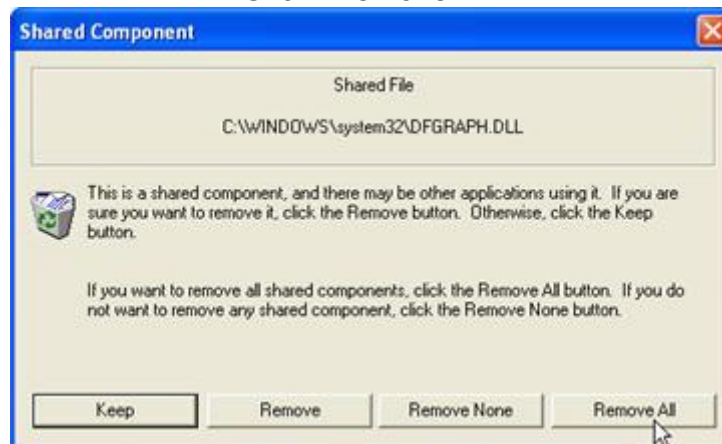 Shared Component
Shared File
C:\WINDOWS\system32\DFGRAPH.DLL
This is a shared component, and there may be other applications using it. If you are
sure you want to remove it, click the Remove button. Otherwise, click the Keep
button.
If you want to remove all shared components, click the Remove All button. If you do
not want to remove any shared component, click the Remove None button.
Keep Remove Remove None Remove All